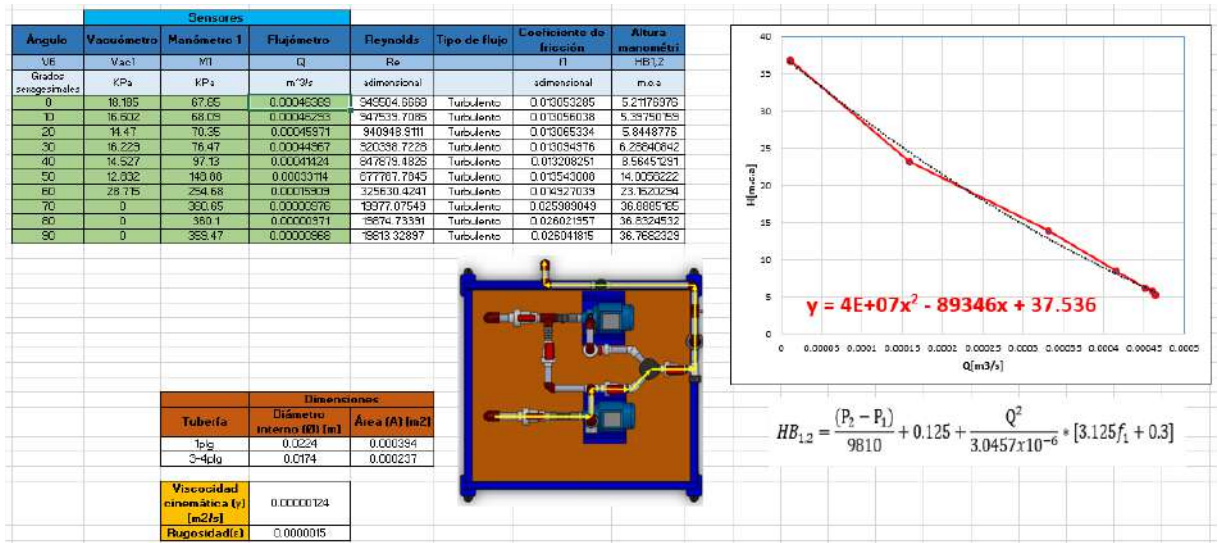 Sensores
Ángulo Vacuómetro Manómetro 1 Flujómetro Reynolds Tipo de flujo Coeficiente de fricción Altura manométri
V6 Vac1 M1 Q Re f1 HB1,2
Grados sexagesimales KPa KPa m^3/s adimensional adimensional m.c.a
0 18.185 67.85 0.00046389 949504.6668 Turbulento 0.013053285 5.21176976
10 16.602 68.09 0.00046293 947539.7085 Turbulento 0.013056038 5.39750159
20 14.47 70.35 0.00045971 940948.9111 Turbulento 0.013065334 5.8448776
30 16.229 76.47 0.00044967 920398.7228 Turbulento 0.013094976 6.28840842
40 14.527 97.13 0.00041424 847879.4826 Turbulento 0.013208251 8.56451291
50 12.832 148.88 0.00033114 677787.7845 Turbulento 0.013543008 14.0056222
60 28.715 254.68 0.00015909 325630.4241 Turbulento 0.014927039 23.1620294
70 0 360.65 0.00000976 19977.07549 Turbulento 0.025989049 36.8885185
80 0 360.1 0.00000971 19874.73391 Turbulento 0.026021957 36.8324532
90 0 359.47 0.00000968 19813.32897 Turbulento 0.026041815 36.7682329
40
35
30
25
20
15
10
5
0
H[m.c.a]
0 0.00005 0.0001 0.00015 0.0002 0.00025 0.0003 0.00035 0.0004 0.00045 0.0005
Q[m3/s]
y = 4E+07x² - 89346x + 37.536
HB₁,₂ = (P₂ − P₁) / 9810 + 0.125 + Q² / 3.0457x10⁻⁶ * [3.125f₁ + 0.3]
Dimensiones
Tubería Diámetro interno (Ø) [m] Área (A) [m2]
1plg 0.0224 0.000394
3-4plg 0.0174 0.000237
Viscocidad cinemática (γ) [m2/s] 0.00000124
Rugosidad(ε) 0.0000015